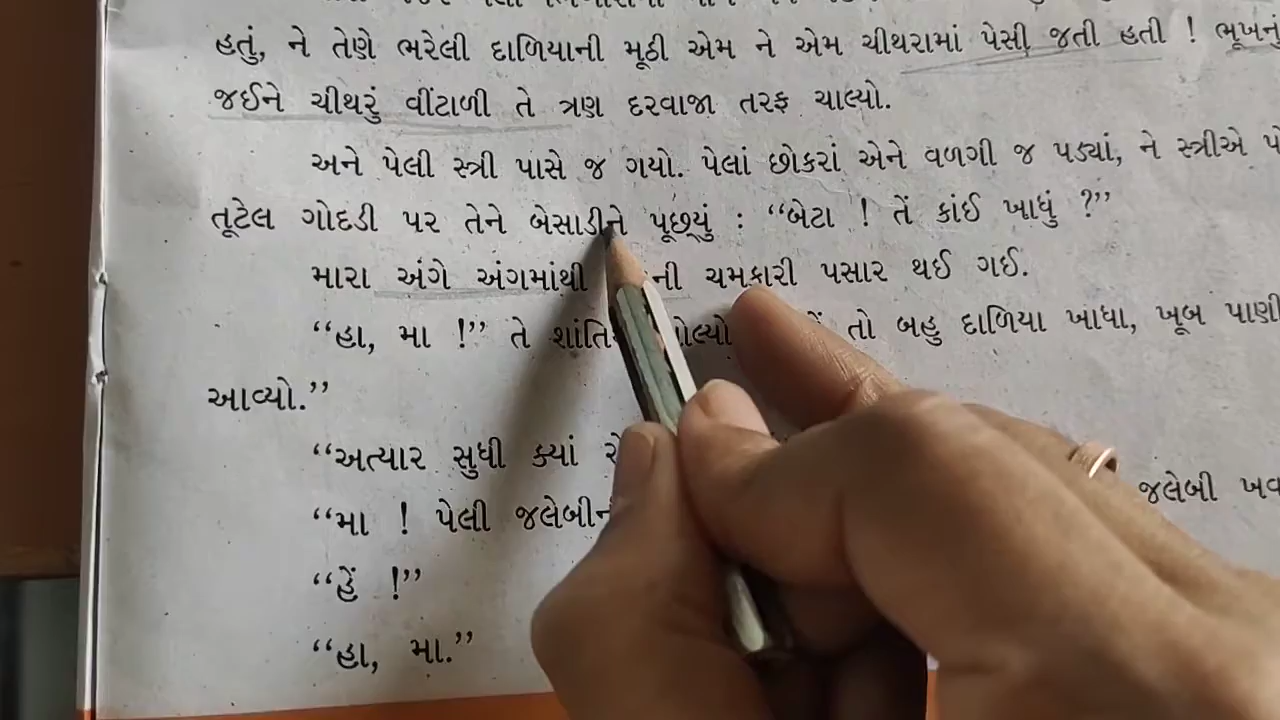 હતું, ને તેણે ભરેલી દાળિયાની મૂઠી એમ ને એમ ચીથરામાં પેસી જતી હતી ! ભૂખનું
જઈને ચીથરું વીંટાળી તે ત્રણ દરવાજા તરફ ચાલ્યો.
અને પેલી સ્ત્રી પાસે જ ગયો. પેલાં છોકરાં એને વળગી જ પડ્યાં, ને સ્ત્રીએ
તૂટેલ ગોદડી પર તેને બેસાડીને પૂછ્યું : “બેટા ! તેં કાંઈ ખાધું ?”
મારા અંગે અંગમાંથી ચમકારી પસાર થઈ ગઈ.
“હા, મા !” તે તો બહુ દાળિયા ખાધા, ખૂબ પાણી
આવ્યો.”
“અત્યાર સુધી ક્યાં
“મા ! પેલી જલેબી
“હેં !”
“હા, મા.”